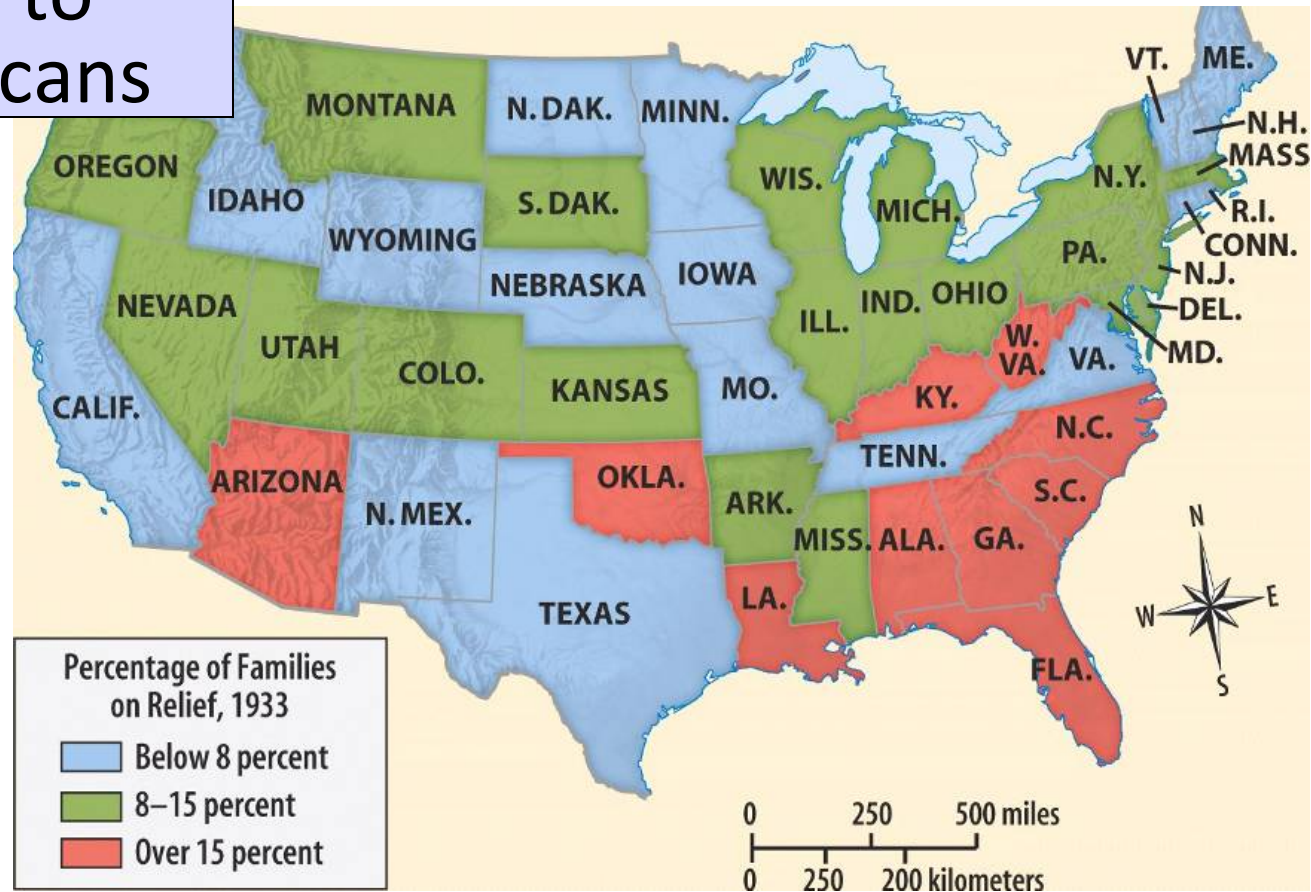 to
cans
VT.
ME.
MONTANA
N. DAK.
MINN.
N.H.
MASS
OREGON
WIS.
N.Y.
IDAHO
S. DAK.
MICH.
R.I.
WYOMING
CONN.
PA.
NEBRASKA
IOWA
N.J.
NEVADA
IND.
OHIO
DEL.
UTAH
ILL.
W.
VA.
MD.
COLO.
VA.
KANSAS
MO.
KY.
CALIF.
N.C.
TENN.
ARIZONA
OKLA.
S.C.
N. MEX.
ARK.
N
MISS.
ALA.
GA.
LA.
W
E
TEXAS
FLA.
S
Percentage of Families
on Relief, 1933
Below 8 percent
8–15 percent
Over 15 percent
0 250 500 miles
0 250 200 kilometers